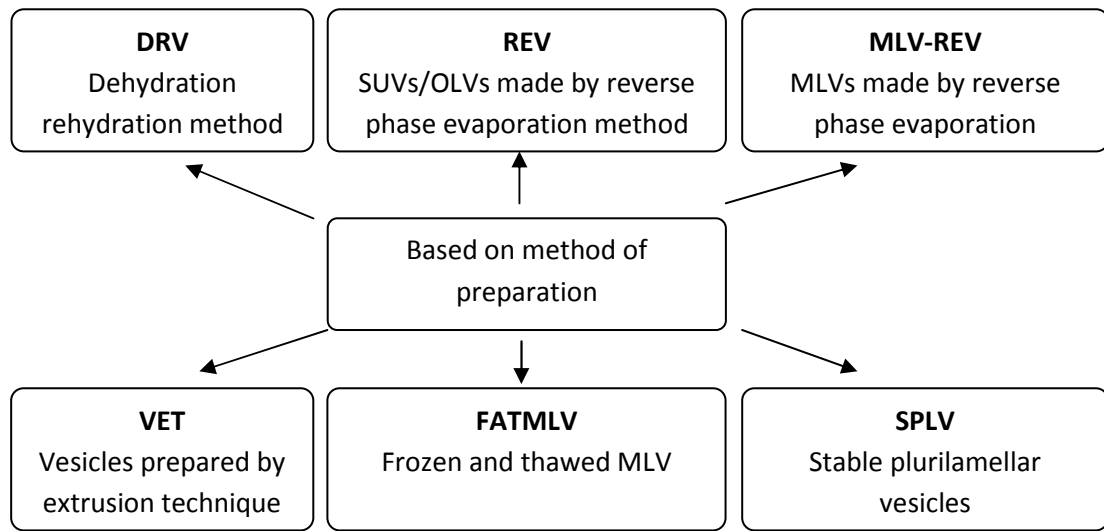 DRV
Dehydration
rehydration method
REV
SUVs/OLVs made by reverse
phase evaporation method
MLV-REV
MLVs made by reverse
phase evaporation
Based on method of
preparation
VET
Vesicles prepared by
extrusion technique
FATMLV
Frozen and thawed MLV
SPLV
Stable plurilamellar
vesicles